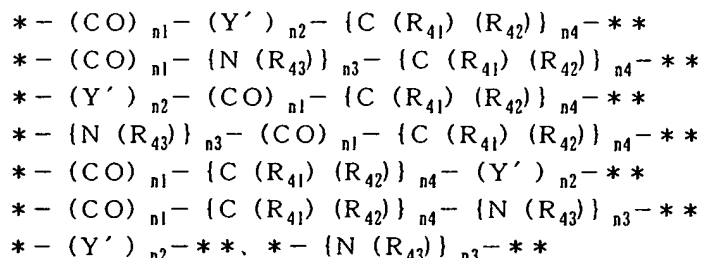 *－(CO)n1－(Y′)n2－{C(R41)(R42)}n4－**
*－(CO)n1－{N(R43)}n3－{C(R41)(R42)}n4－**
*－(Y′)n2－(CO)n1－{C(R41)(R42)}n4－**
*－{N(R43)}n3－(CO)n1－{C(R41)(R42)}n4－**
*－(CO)n1－{C(R41)(R42)}n4－(Y′)n2－**
*－(CO)n1－{C(R41)(R42)}n4－{N(R43)}n3－**
*－(Y′)n2－**、*－{N(R43)}n3－**